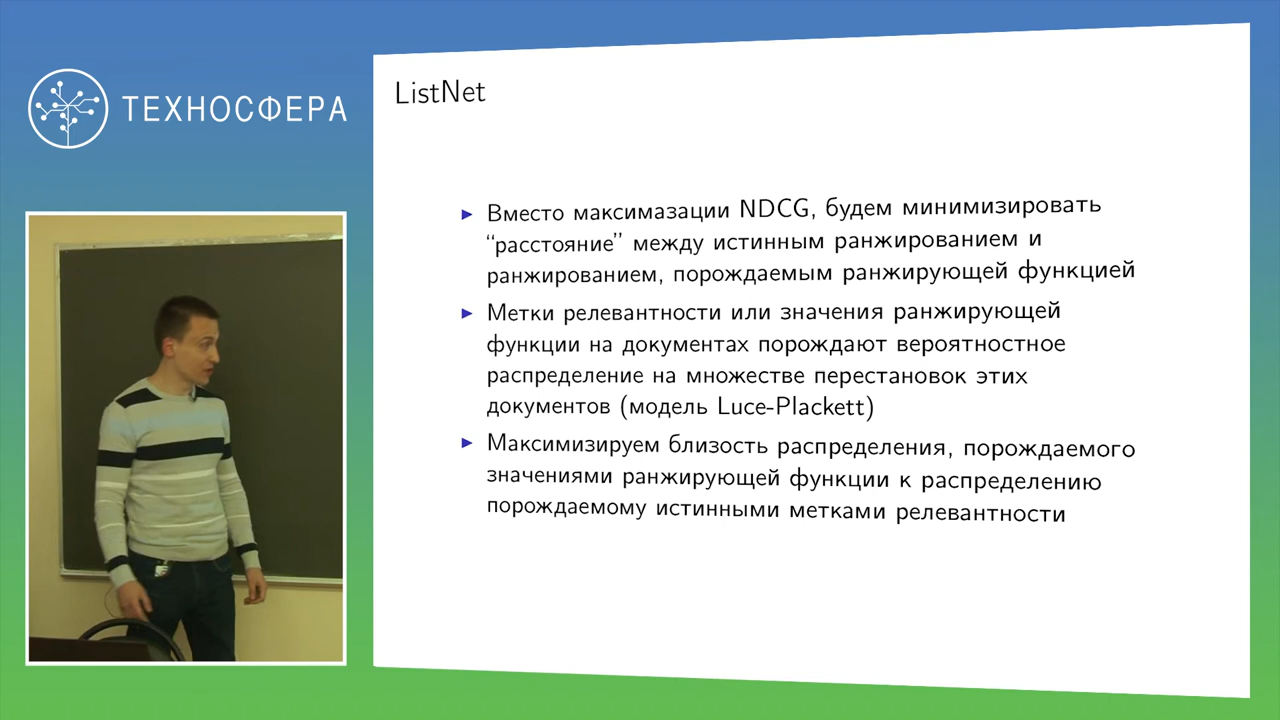 ТЕХНОСФЕРА
ListNet
Вместо максимазации NDCG, будем минимизировать
“расстояние” между истинным ранжированием и
ранжированием, порождаемым ранжирующей функцией
Метки релевантности или значения ранжирующей
функции на документах порождают вероятностное
распределение на множестве перестановок этих
документов (модель Luce-Plackett)
Максимизируем близость распределения, порождаемого
значениями ранжирующей функции к распределению
порождаемому истинными метками релевантности